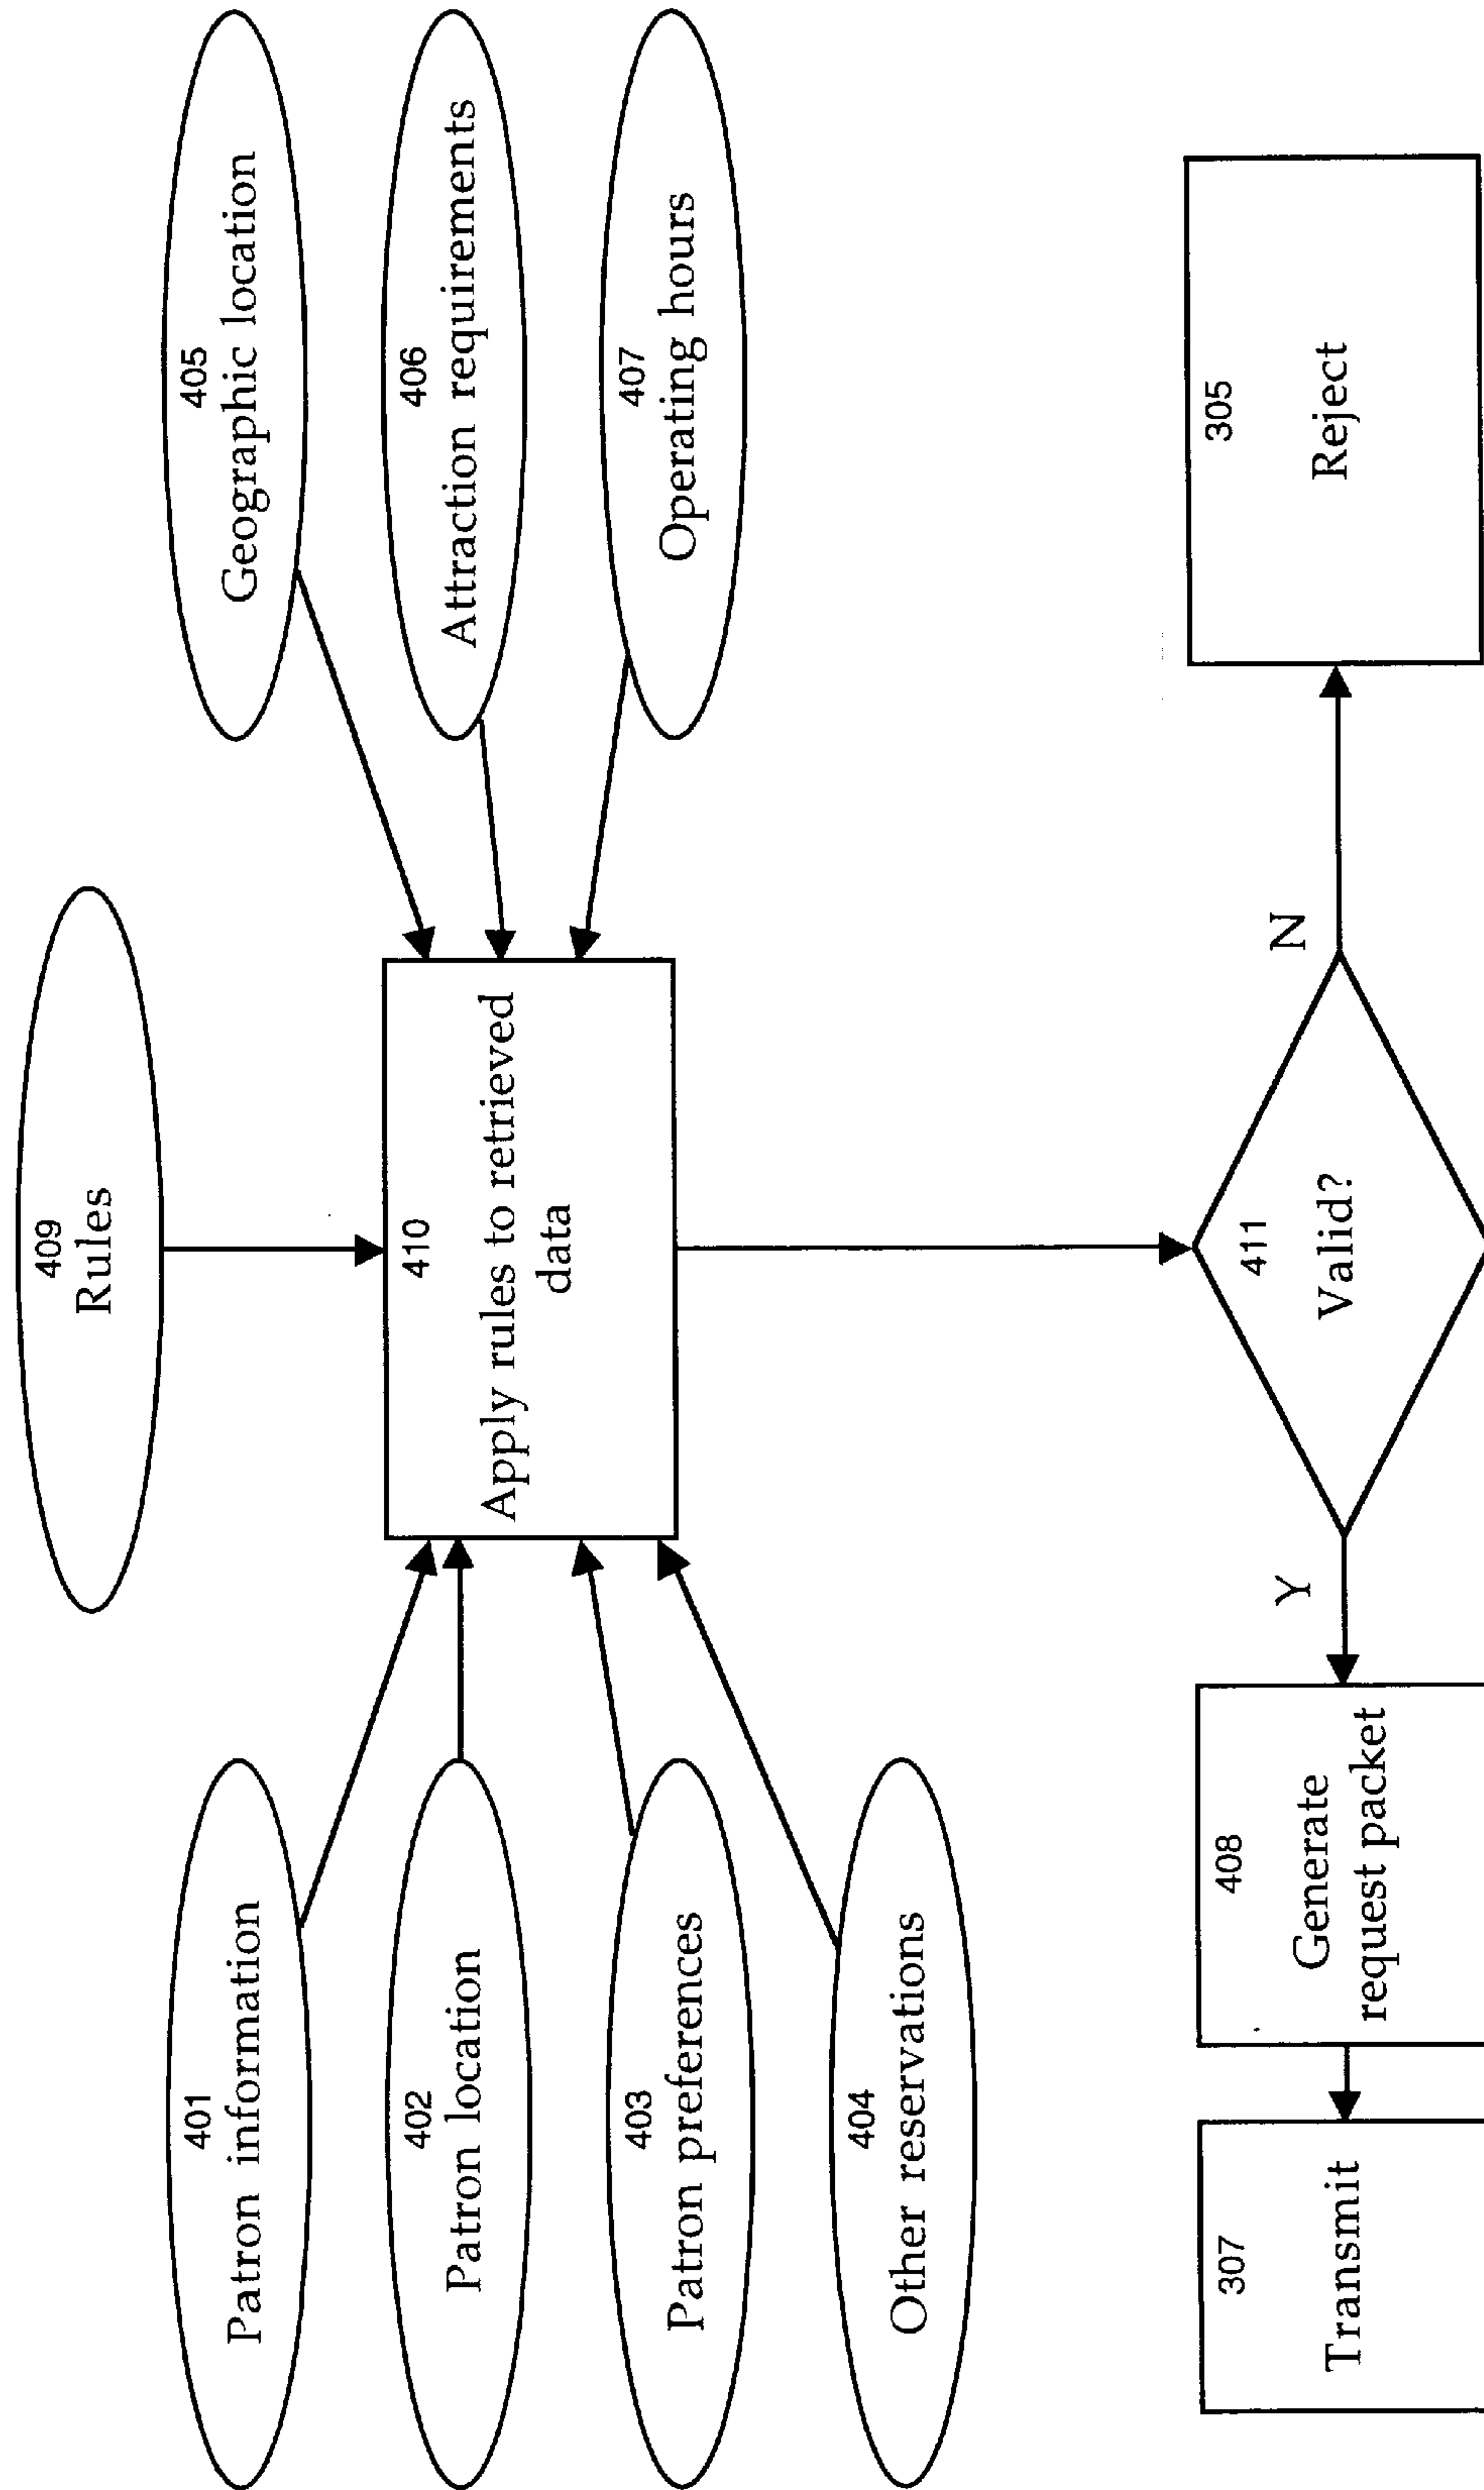 409
Rules
401
Patron information
402
Patron location
403
Patron preferences
404
Other reservations
410
Apply rules to retrieved
data
405
Geographic location
406
Attraction requirements
407
Operating hours
307
Transmit
408
Generate
request packet
Y
411
Valid?
N
305
Reject